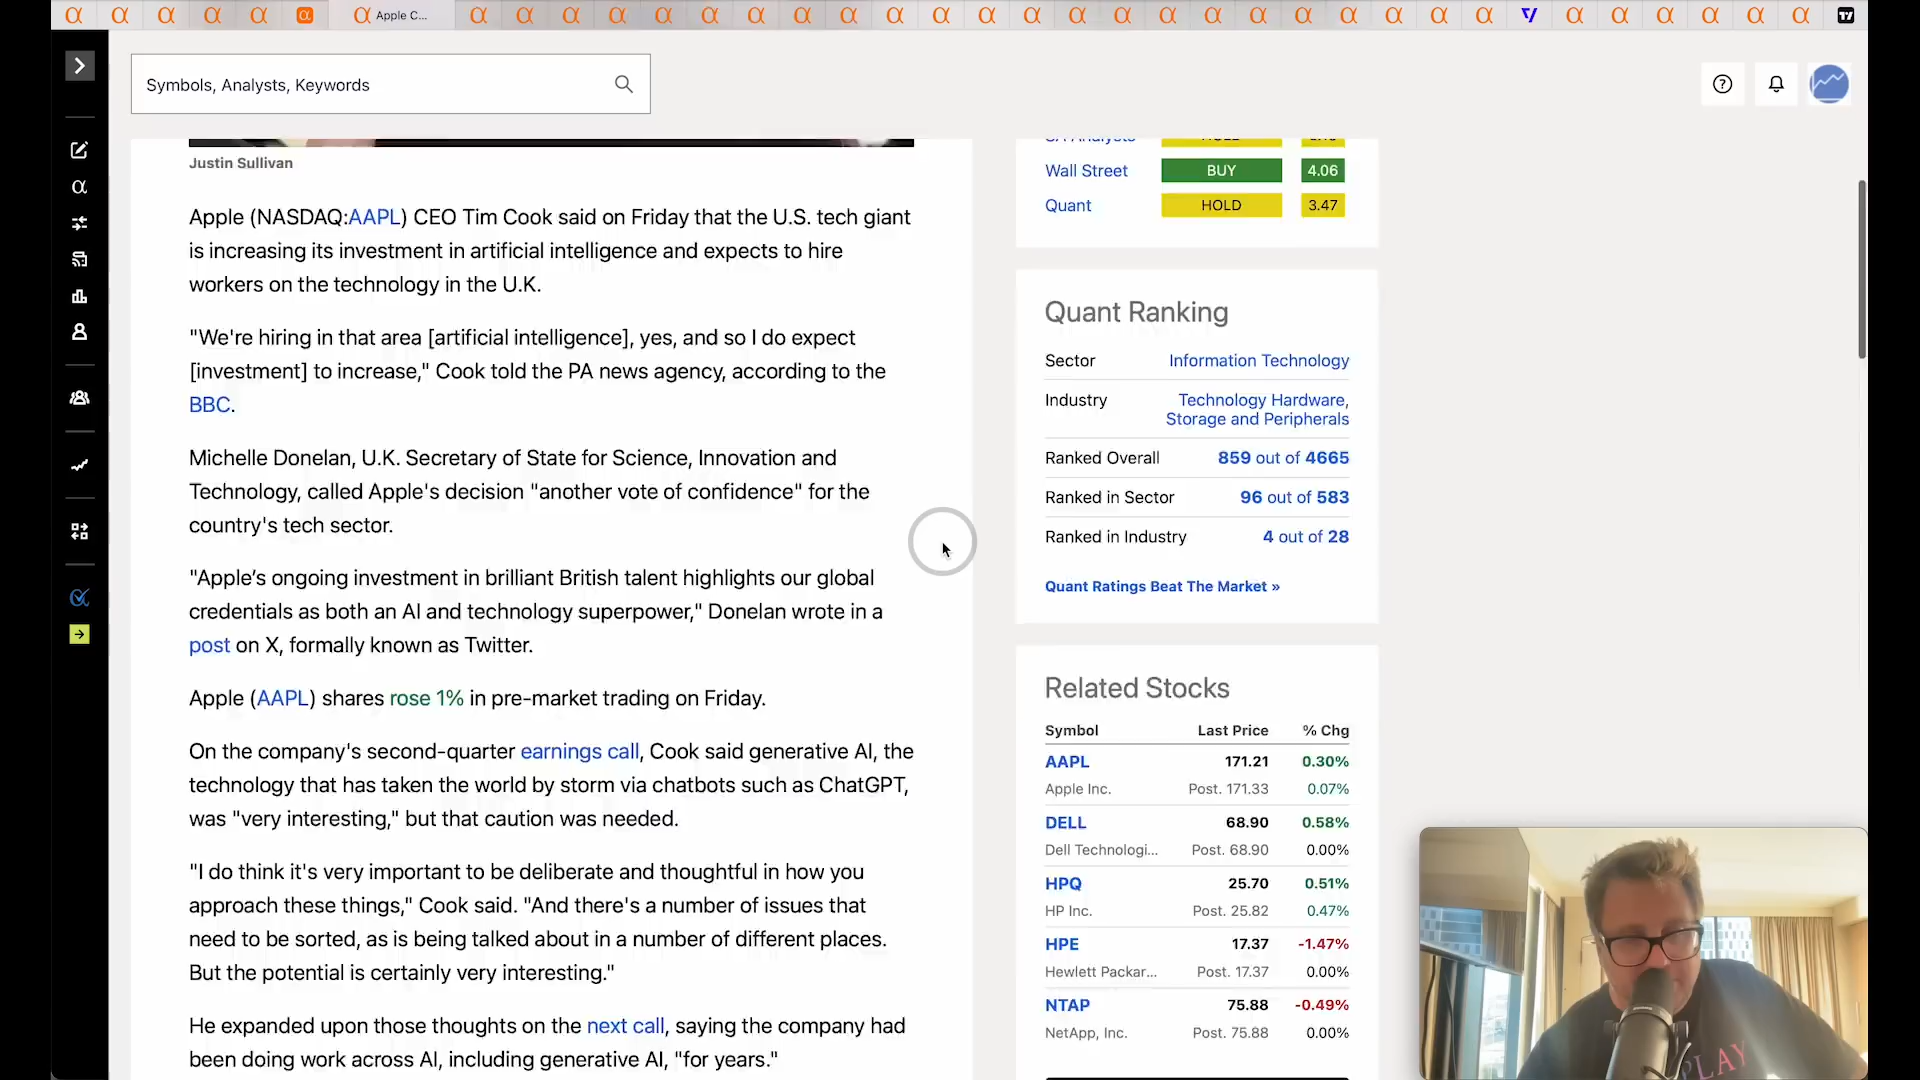 Apple C...
Symbols, Analysts, Keywords
Justin Sullivan
Apple (NASDAQ:AAPL) CEO Tim Cook said on Friday that the U.S. tech giant
is increasing its investment in artificial intelligence and expects to hire
workers on the technology in the U.K.
"We're hiring in that area [artificial intelligence], yes, and so I do expect
[investment] to increase," Cook told the PA news agency, according to the
BBC.
Michelle Donelan, U.K. Secretary of State for Science, Innovation and
Technology, called Apple's decision "another vote of confidence" for the
country's tech sector.
"Apple’s ongoing investment in brilliant British talent highlights our global
credentials as both an AI and technology superpower," Donelan wrote in a
post on X, formally known as Twitter.
Apple (AAPL) shares rose 1% in pre-market trading on Friday.
On the company's second-quarter earnings call, Cook said generative AI, the
technology that has taken the world by storm via chatbots such as ChatGPT,
was "very interesting," but that caution was needed.
"I do think it's very important to be deliberate and thoughtful in how you
approach these things," Cook said. "And there's a number of issues that
need to be sorted, as is being talked about in a number of different places.
But the potential is certainly very interesting."
He expanded upon those thoughts on the next call, saying the company had
been doing work across AI, including generative AI, "for years."
Wall Street BUY 4.06
Quant HOLD 3.47
Quant Ranking
Sector Information Technology
Industry Technology Hardware,
Storage and Peripherals
Ranked Overall 859 out of 4665
Ranked in Sector 96 out of 583
Ranked in Industry 4 out of 28
Quant Ratings Beat The Market »
Related Stocks
Symbol Last Price % Chg
AAPL 171.21 0.30%
Apple Inc. Post. 171.33 0.07%
DELL 68.90 0.58%
Dell Technologi... Post. 68.90 0.00%
HPQ 25.70 0.51%
HP Inc. Post. 25.82 0.47%
HPE 17.37 -1.47%
Hewlett Packar... Post. 17.37 0.00%
NTAP 75.88 -0.49%
NetApp, Inc. Post. 75.88 0.00%
PLAY